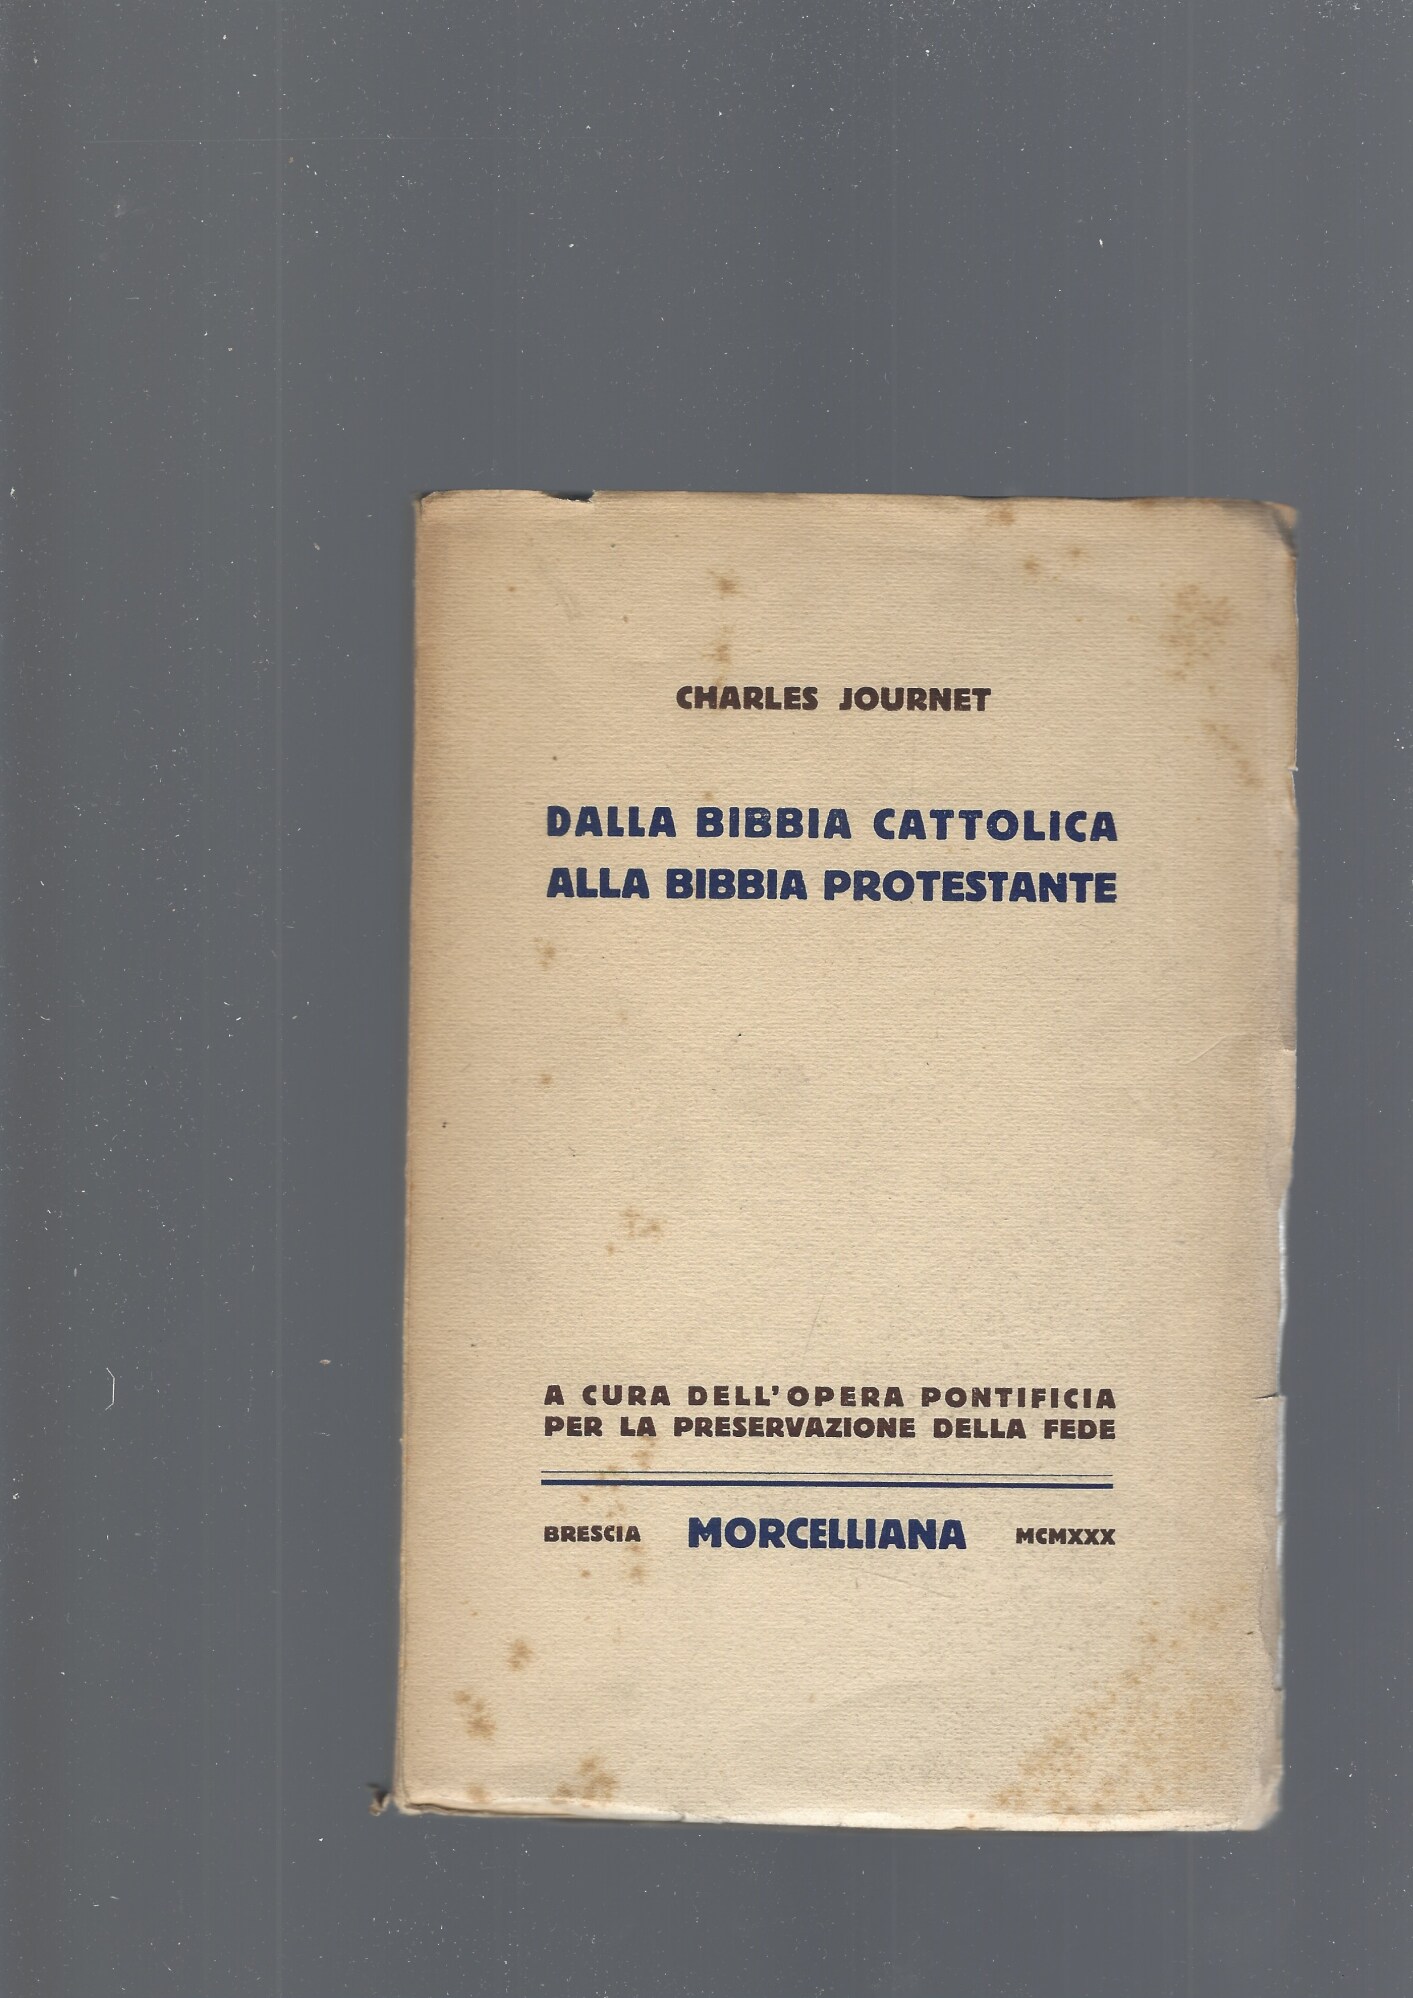 CHARLES JOURNET
DALLA BIBBIA CATTOLICA
ALLA BIBBIA PROTESTANTE
A CURA DELL'OPERA PONTIFICIA
PER LA PRESERVAZIONE DELLA FEDE
BRESCIA MORCELLIANA MCMXXX